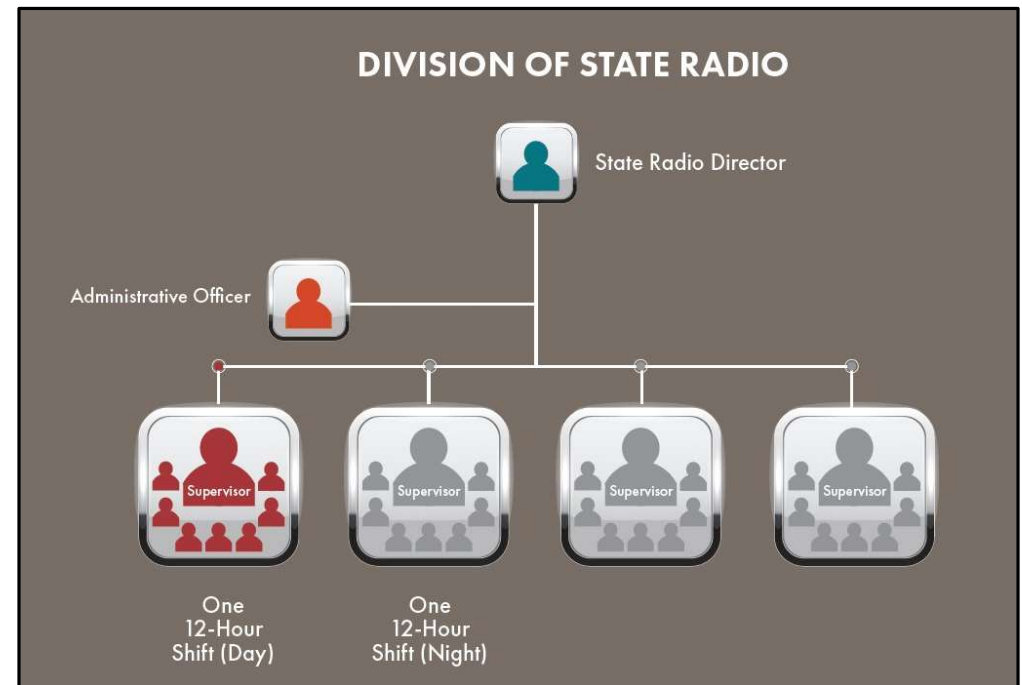 DIVISION OF STATE RADIO
State Radio Director
Administrative Officer
Supervisor
Supervisor
Supervisor
Supervisor
One
12-Hour
Shift (Day)
One
12-Hour
Shift (Night)